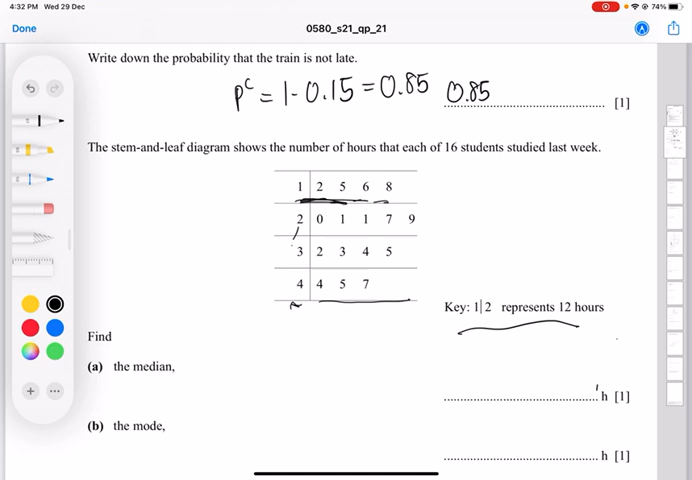 4:32 PM Wed 29 Dec
74%
Done
0580_s21_qp_21
Write down the probability that the train is not late.
Pᶜ = 1 - 0.15 = 0.85 0.85 [1]
The stem-and-leaf diagram shows the number of hours that each of 16 students studied last week.
1 2 5 6 8
2 0 1 1 7 9
3 2 3 4 5
4 4 5 7
Key: 1|2 represents 12 hours
Find
(a) the median,
h [1]
(b) the mode,
h [1]